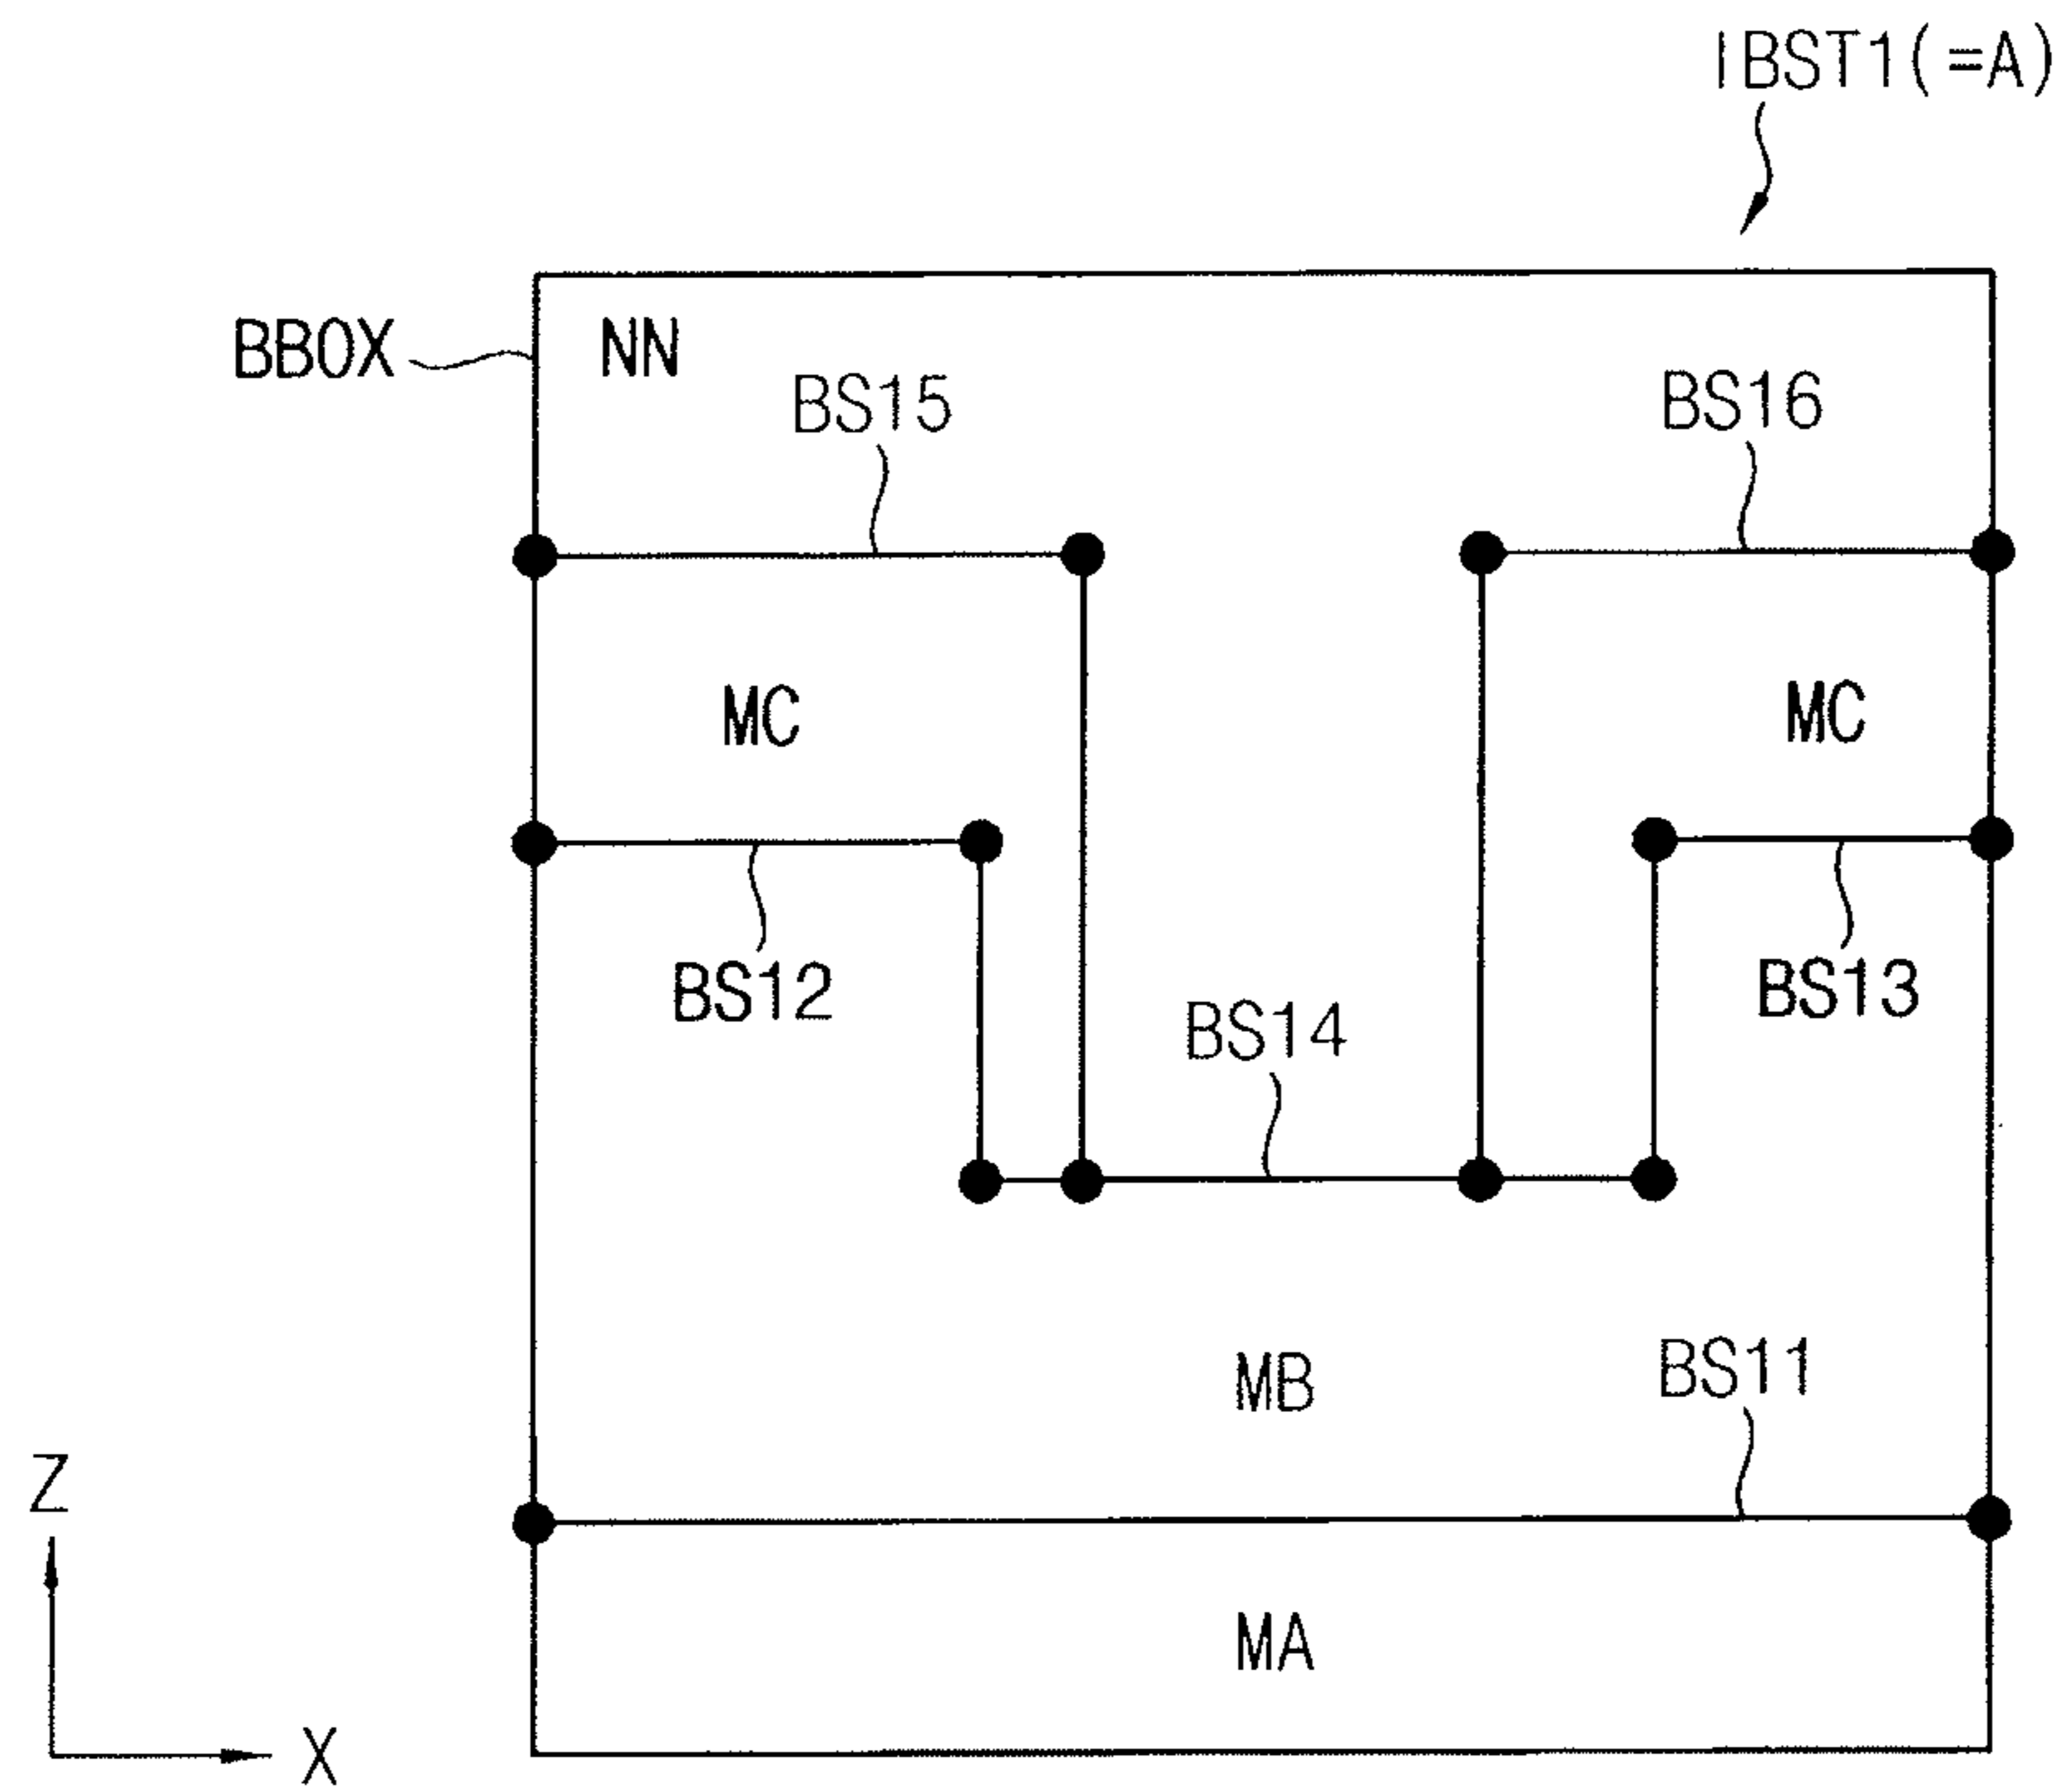 IBST1(=A)
BBOX
NN
BS15
BS16
MC
MC
BS12
BS13
BS14
MB
BS11
Z
MA
X